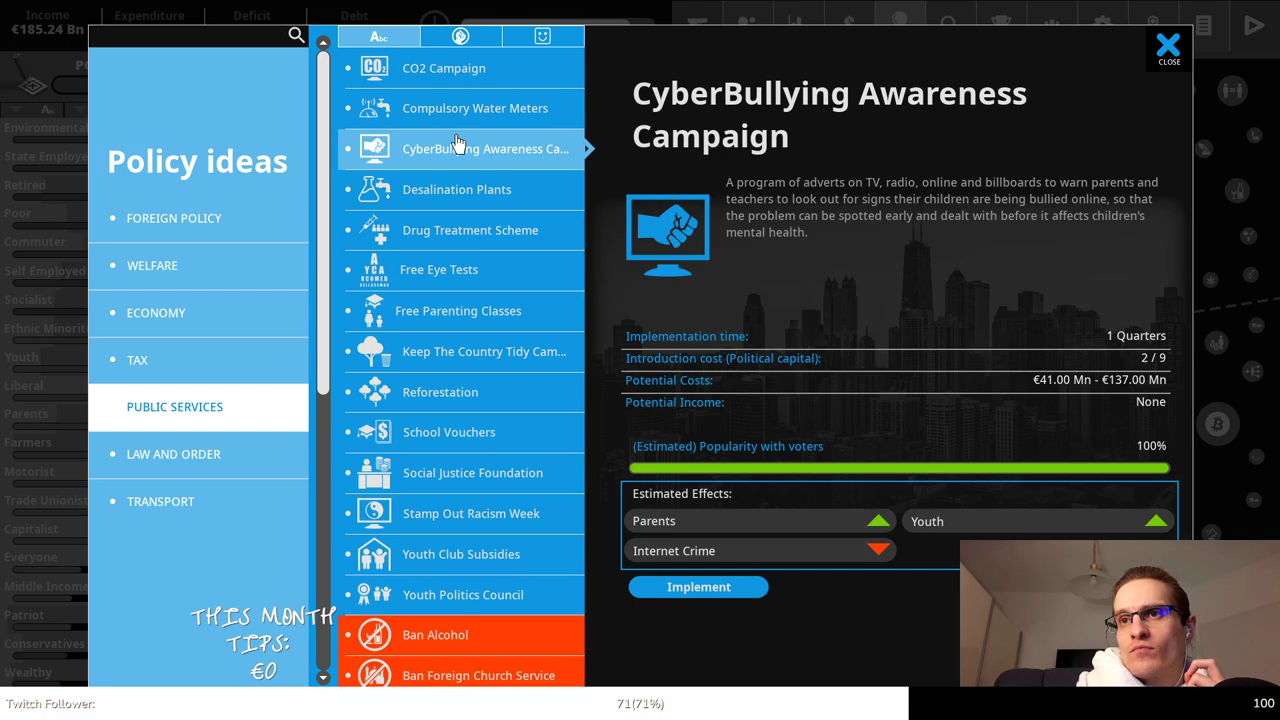 Income
Expenditure
Deficit
Debt
€185.24 Bn
Policy ideas
FOREIGN POLICY
WELFARE
ECONOMY
TAX
PUBLIC SERVICES
LAW AND ORDER
TRANSPORT
Abc
CO2
CO2 Campaign
Compulsory Water Meters
CyberBullying Awareness Ca...
Desalination Plants
Drug Treatment Scheme
Free Eye Tests
Free Parenting Classes
Keep The Country Tidy Cam...
Reforestation
School Vouchers
Social Justice Foundation
Stamp Out Racism Week
Youth Club Subsidies
Youth Politics Council
Ban Alcohol
Ban Foreign Church Service
CLOSE
CyberBullying Awareness
Campaign
A program of adverts on TV, radio, online and billboards to warn parents and
teachers to look out for signs their children are being bullied online, so that
the problem can be spotted early and dealt with before it affects children's
mental health.
Implementation time: 1 Quarters
Introduction cost (Political capital): 2 / 9
Potential Costs: €41.00 Mn - €137.00 Mn
Potential Income: None
(Estimated) Popularity with voters 100%
Estimated Effects:
Parents
Youth
Internet Crime
Implement
Environmental
State Employe
Retired
Poor
Commuter
Self Employed
Socialist
Ethnic Minorit
Youth
Liberal
Parents
Farmers
Motorist
Trade Unionis
Capitalist
Everyone
Middle Income
Patriot
Conservatives
Wealthy
THIS MONTH
TIPS:
€0
Twitch Follower:
71(71%)
100